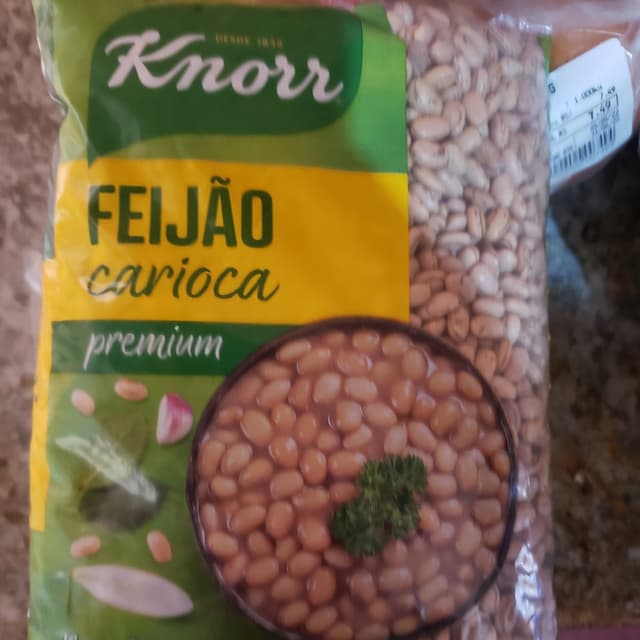 DESDE 1838
Knorr
FEIJÃO
carioca
premium